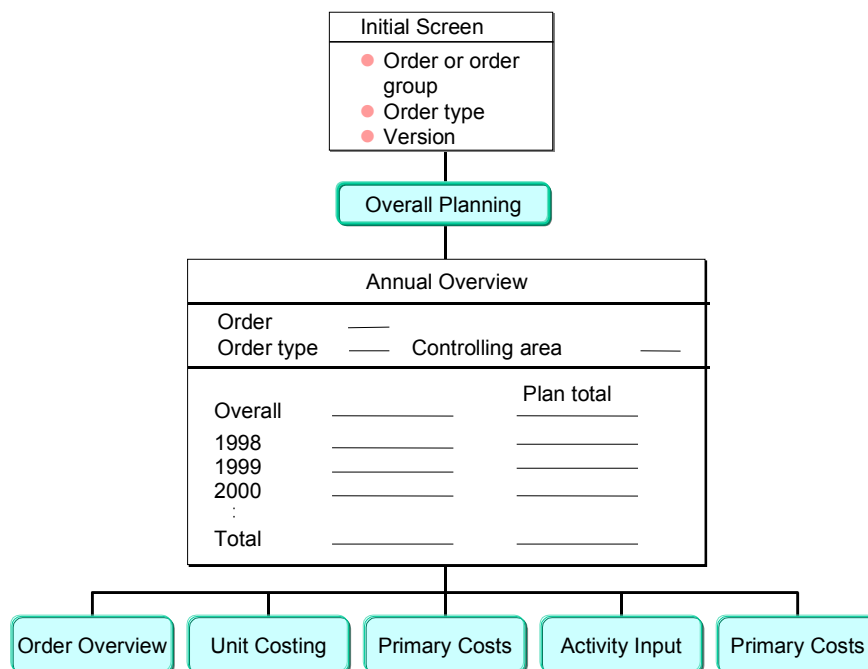 Initial Screen
Order or order
group
Order type
Version
Overall Planning
Annual Overview
Order
Order type Controlling area
Plan total
Overall
1998
1999
2000
:
Total
Order Overview Unit Costing Primary Costs Activity Input Primary Costs